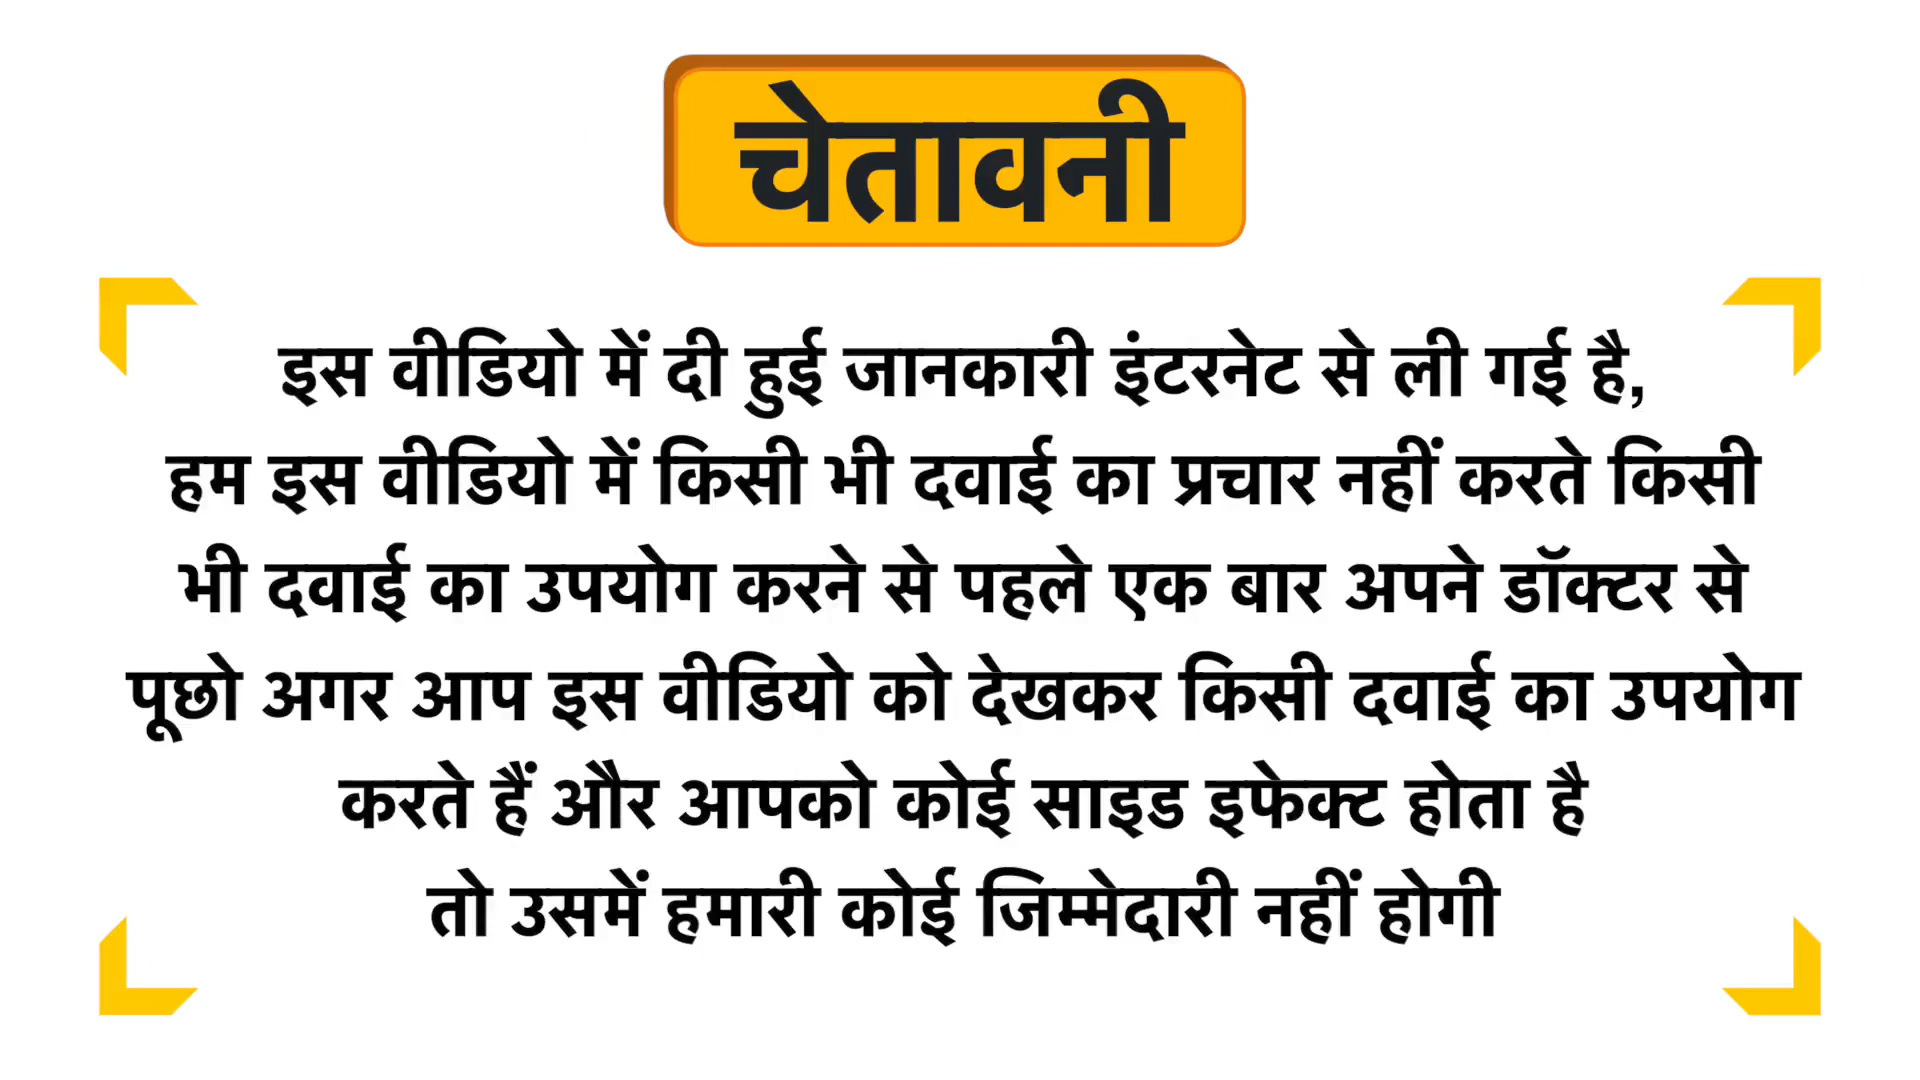 चेतावनी
इस वीडियो में दी हुई जानकारी इंटरनेट से ली गई है,
हम इस वीडियो में किसी भी दवाई का प्रचार नहीं करते किसी
भी दवाई का उपयोग करने से पहले एक बार अपने डॉक्टर से
पूछो अगर आप इस वीडियो को देखकर किसी दवाई का उपयोग
करते हैं और आपको कोई साइड इफेक्ट होता है
तो उसमें हमारी कोई जिम्मेदारी नहीं होगी